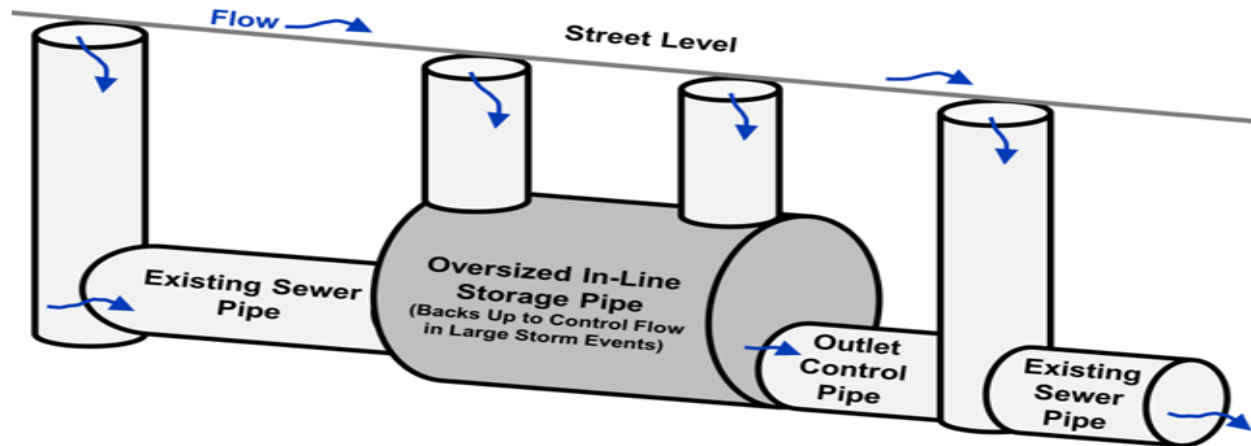 Flow
Street Level
Existing Sewer
Pipe
Oversized In-Line
Storage Pipe
(Backs Up to Control Flow
in Large Storm Events)
Outlet
Control
Pipe
Existing
Sewer
Pipe